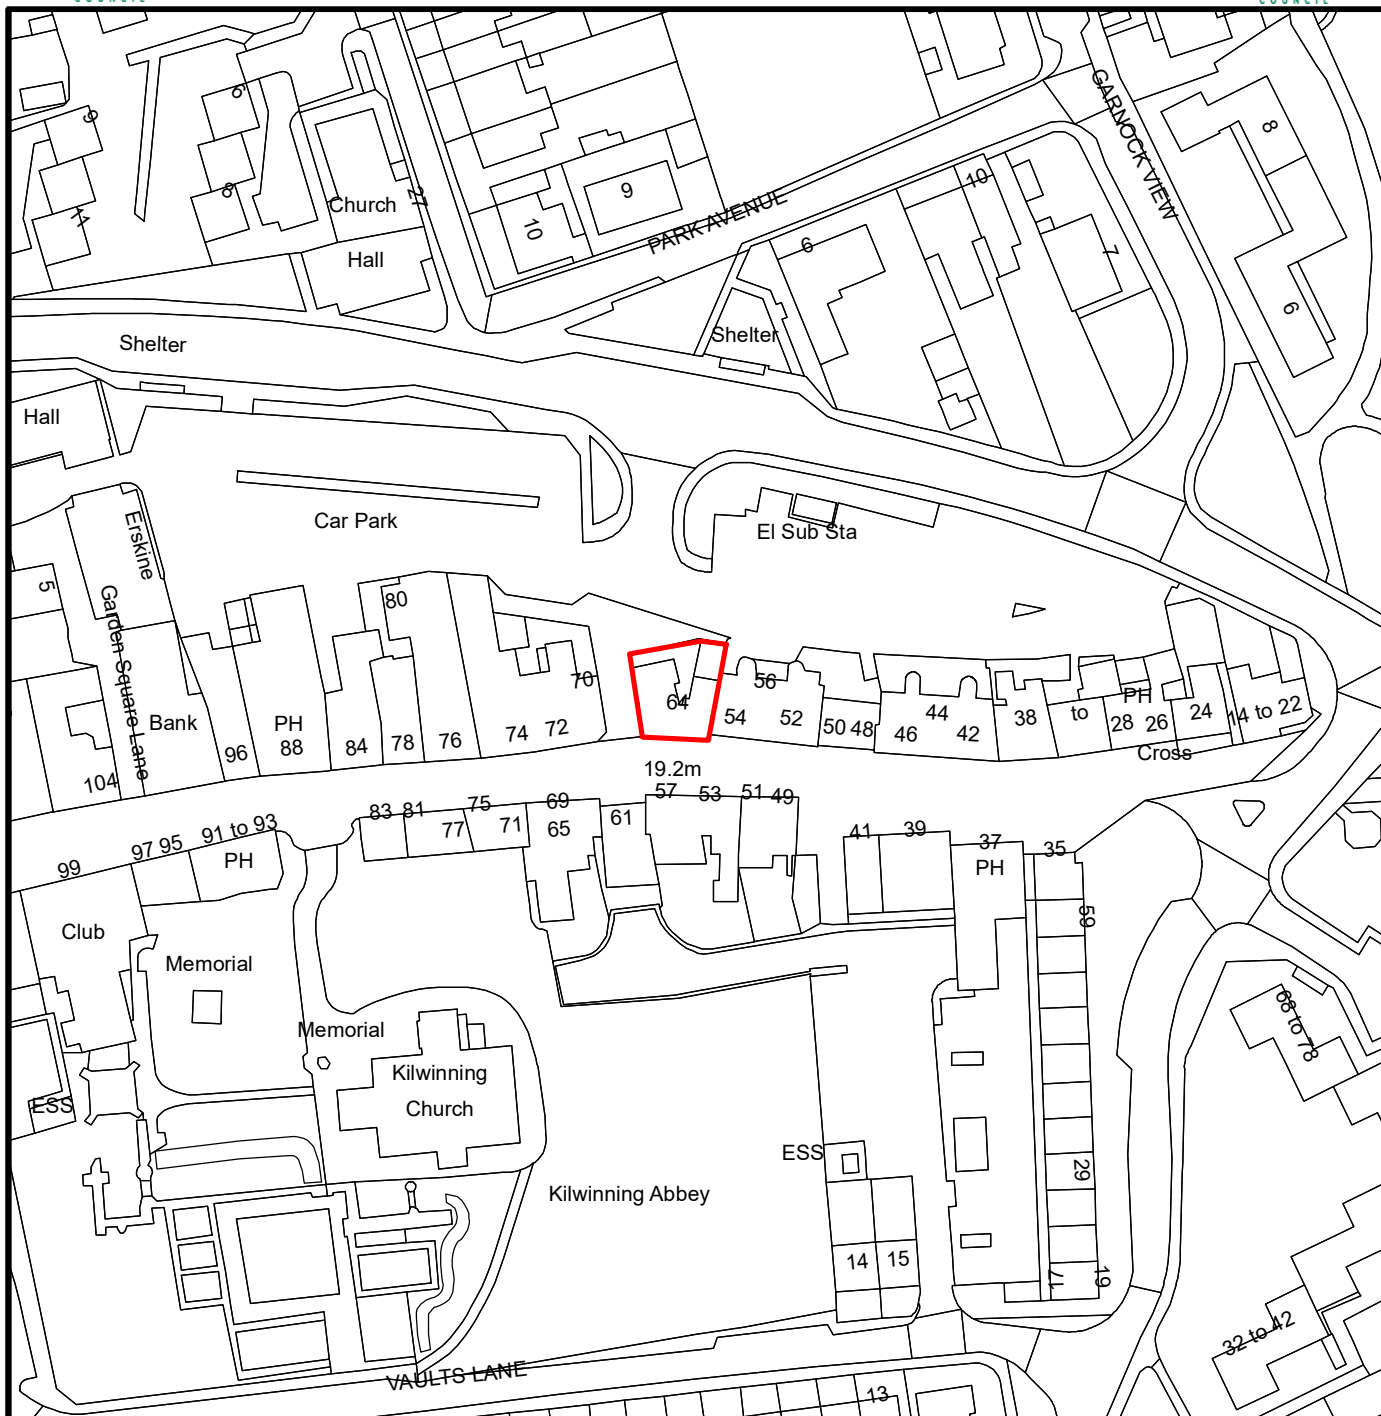 COUNCIL
COUNCIL
GARNOCK VIEW
6
9
8
8
11
Church
27
Hall
10
9
PARK AVENUE
6
10
7
6
Shelter
Shelter
Hall
Erskine
Car Park
El Sub Sta
5
Garden Square Lane
80
70
56
64
PH
Bank
PH
88
96
84
78
76
74
72
54
52
50
48
46
44
42
38
to
28
26
24
14 to 22
Cross
104
19.2m
57
53
51
49
83
81
75
69
77
71
65
61
41
39
37
PH
35
99
97
95
91 to 93
PH
59
Club
Memorial
Memorial
68 to 78
Kilwinning
Church
ESS
ESS
29
Kilwinning Abbey
14
15
17
19
32 to 42
VAULTS LANE
13